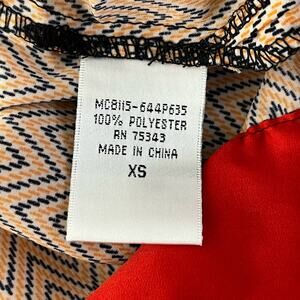 MC8115-644P635
100% POLYESTER
RN 75343
MADE IN CHINA
XS